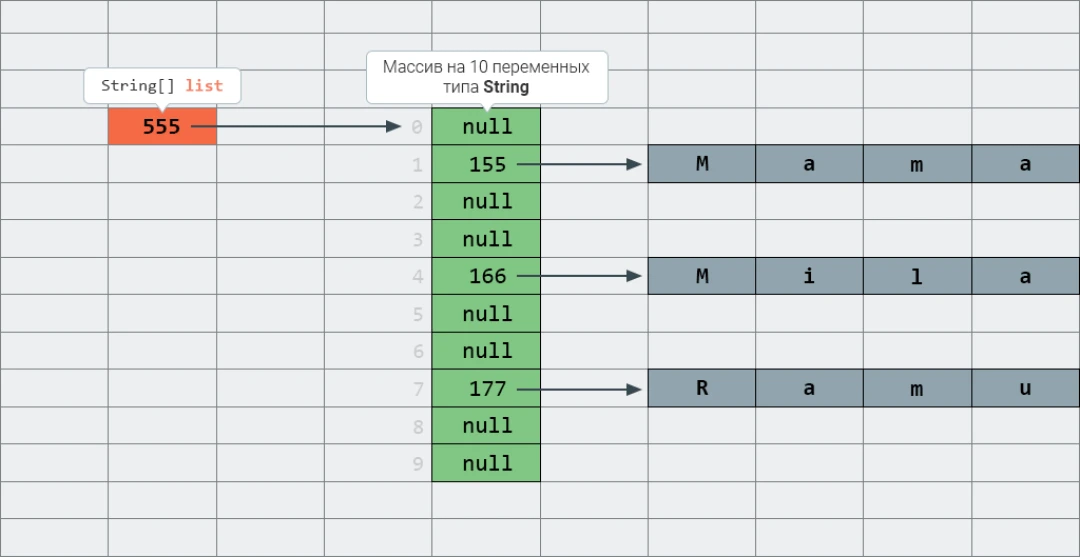 Массив на 10 переменных
типа String
String[] list
555
0 null
1 155 M a m a
2 null
3 null
4 166 M i l a
5 null
6 null
7 177 R a m u
8 null
9 null